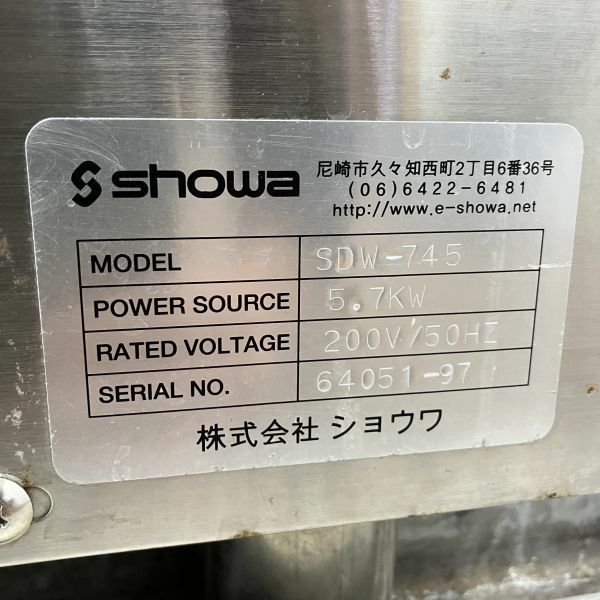 showa
尼崎市久々知西町2丁目6番36号
(06)6422-6481
http://www.e-showa.net
MODEL SDW-745
POWER SOURCE 5.7KW
RATED VOLTAGE 200V/50HZ
SERIAL NO. 64051-97
株式会社 ショウワ